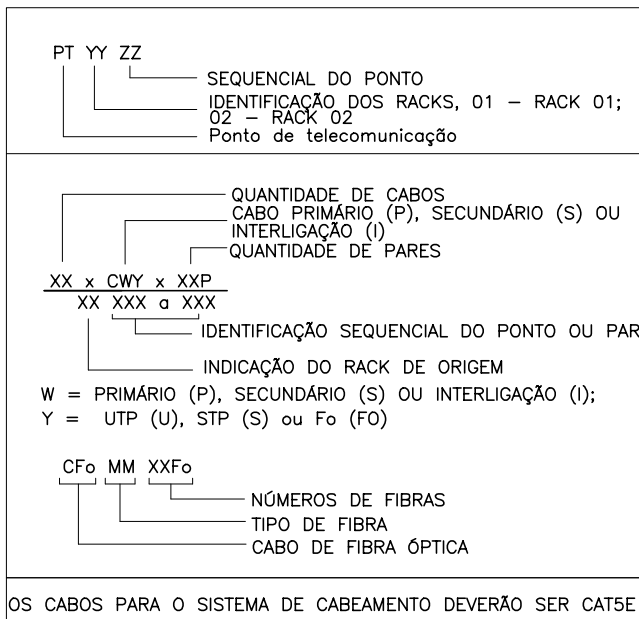 PT YY ZZ
SEQUENCIAL DO PONTO
IDENTIFICAÇÃO DOS RACKS, 01 – RACK 01;
02 – RACK 02
Ponto de telecomunicação
QUANTIDADE DE CABOS
CABO PRIMÁRIO (P), SECUNDÁRIO (S) OU
INTERLIGAÇÃO (I)
QUANTIDADE DE PARES
XX x CWY x XXP
XX XXX a XXX
IDENTIFICAÇÃO SEQUENCIAL DO PONTO OU PAR
INDICAÇÃO DO RACK DE ORIGEM
W = PRIMÁRIO (P), SECUNDÁRIO (S) OU INTERLIGAÇÃO (I);
Y = UTP (U), STP (S) ou Fo (FO)
CFo MM XXFo
NÚMEROS DE FIBRAS
TIPO DE FIBRA
CABO DE FIBRA ÓPTICA
OS CABOS PARA O SISTEMA DE CABEAMENTO DEVERÃO SER CAT5E